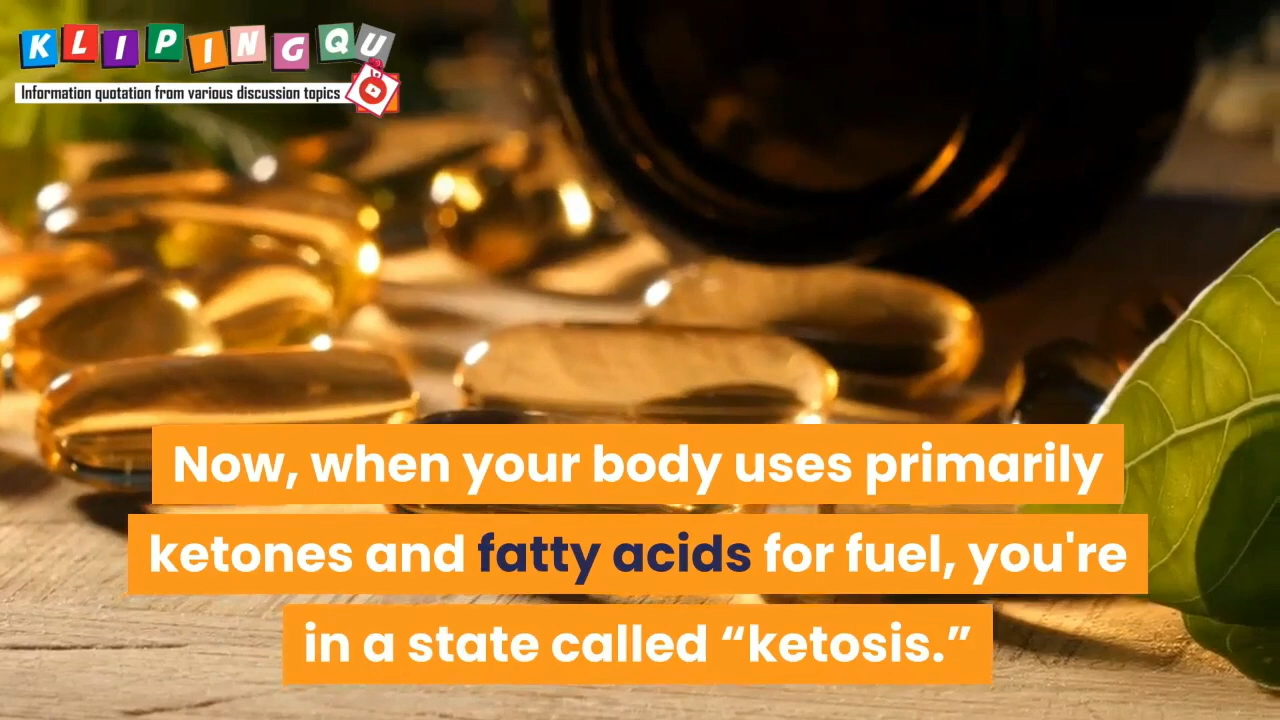 KLIPINGQU
Information quotation from various discussion topics
Now, when your body uses primarily
ketones and fatty acids for fuel, you're
in a state called “ketosis.”